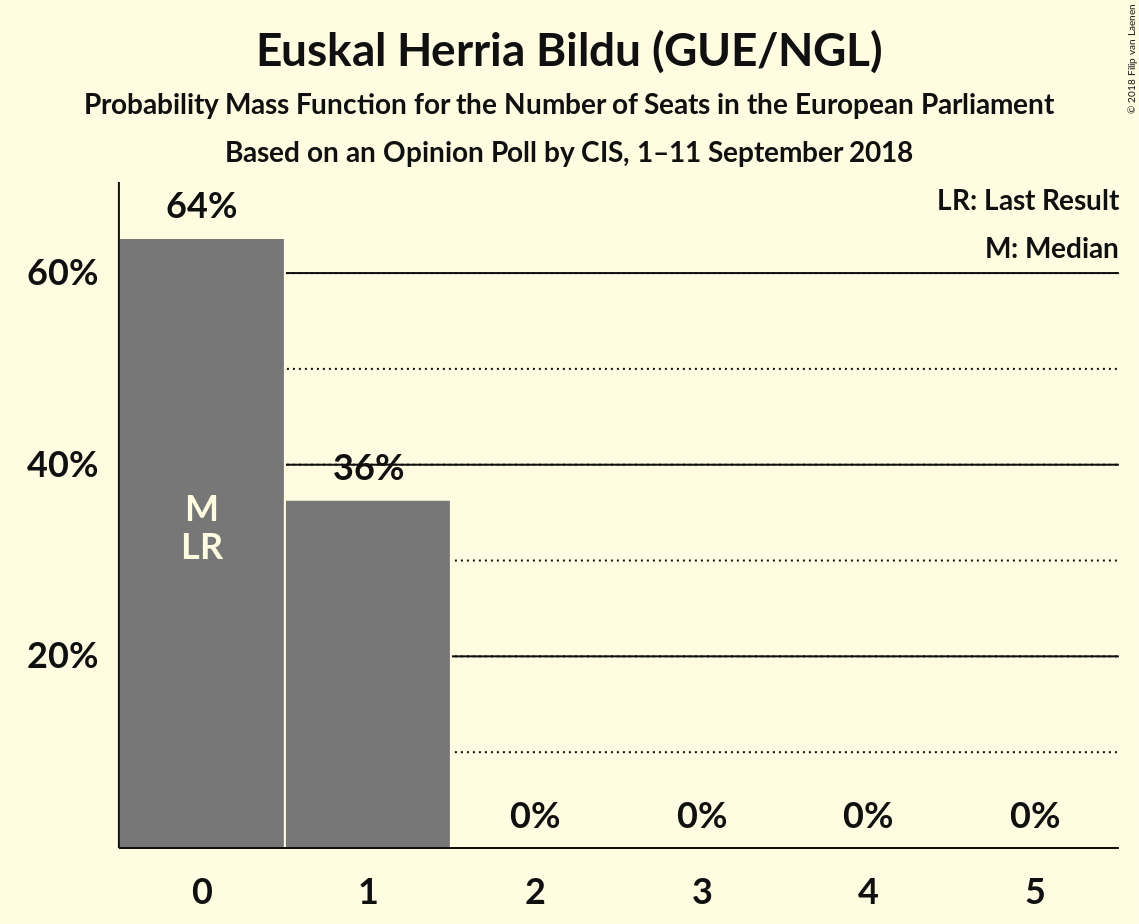 Euskal Herria Bildu (GUE/NGL)
Probability Mass Function for the Number of Seats in the European Parliament
Based on an Opinion Poll by CIS, 1–11 September 2018
© 2018 Filip van Laenen
LR: Last Result
M: Median
64%
60%
40%
36%
M
LR
20%
0% 0% 0% 0%
0 1 2 3 4 5